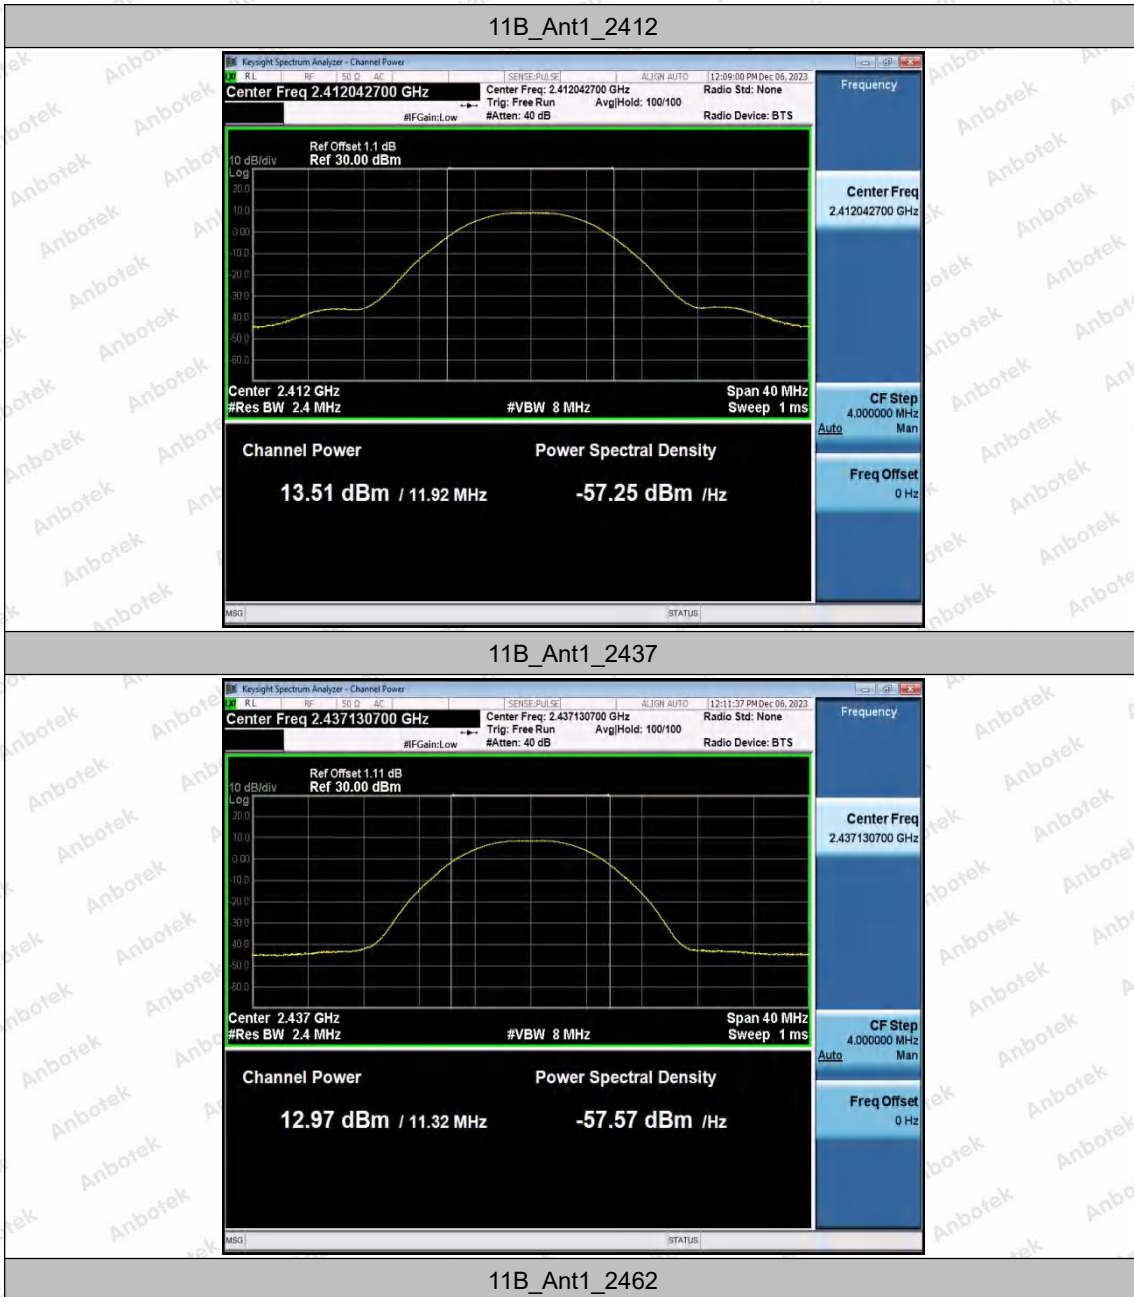 11B_Ant1_2412
Keysight Spectrum Analyzer - Channel Power
RL RF 50 Ω AC SENSE:PULSE ALIGN AUTO 12:09:00 PM Dec 06, 2023
Center Freq 2.412042700 GHz Center Freq: 2.412042700 GHz Radio Std: None Frequency
Trig: Free Run Avg|Hold: 100/100
#IFGain:Low #Atten: 40 dB Radio Device: BTS
Ref Offset 1.1 dB
10 dB/div Ref 30.00 dBm
Log
20.0
10.0
0.00
-10.0
-20.0
-30.0
-40.0
-50.0
-60.0
Center Freq
2.412042700 GHz
Center 2.412 GHz Span 40 MHz
#Res BW 2.4 MHz #VBW 8 MHz Sweep 1 ms
CF Step
4.000000 MHz
Auto Man
Channel Power Power Spectral Density
13.51 dBm / 11.92 MHz -57.25 dBm /Hz
Freq Offset
0 Hz
MSG STATUS
11B_Ant1_2437
Keysight Spectrum Analyzer - Channel Power
RL RF 50 Ω AC SENSE:PULSE ALIGN AUTO 12:11:37 PM Dec 06, 2023
Center Freq 2.437130700 GHz Center Freq: 2.437130700 GHz Radio Std: None Frequency
Trig: Free Run Avg|Hold: 100/100
#IFGain:Low #Atten: 40 dB Radio Device: BTS
Ref Offset 1.11 dB
10 dB/div Ref 30.00 dBm
Log
20.0
10.0
0.00
-10.0
-20.0
-30.0
-40.0
-50.0
-60.0
Center Freq
2.437130700 GHz
Center 2.437 GHz Span 40 MHz
#Res BW 2.4 MHz #VBW 8 MHz Sweep 1 ms
CF Step
4.000000 MHz
Auto Man
Channel Power Power Spectral Density
12.97 dBm / 11.32 MHz -57.57 dBm /Hz
Freq Offset
0 Hz
MSG STATUS
11B_Ant1_2462